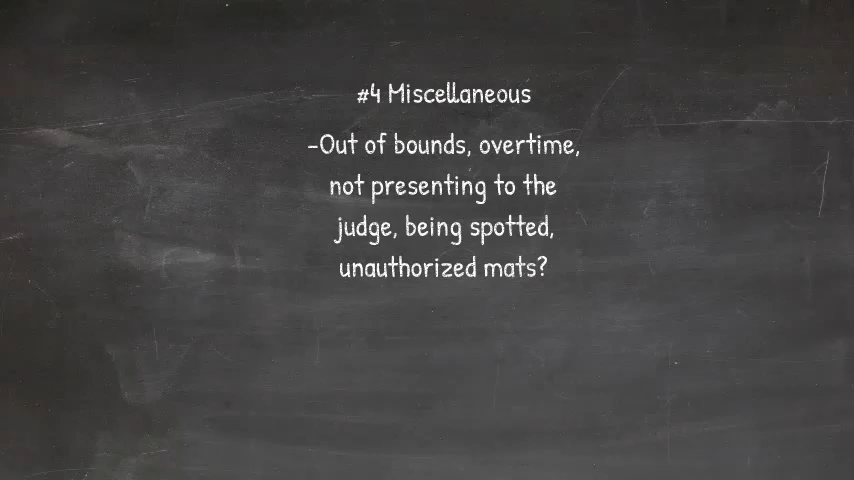 #4 Miscellaneous
-Out of bounds, overtime,
not presenting to the
judge, being spotted,
unauthorized mats?